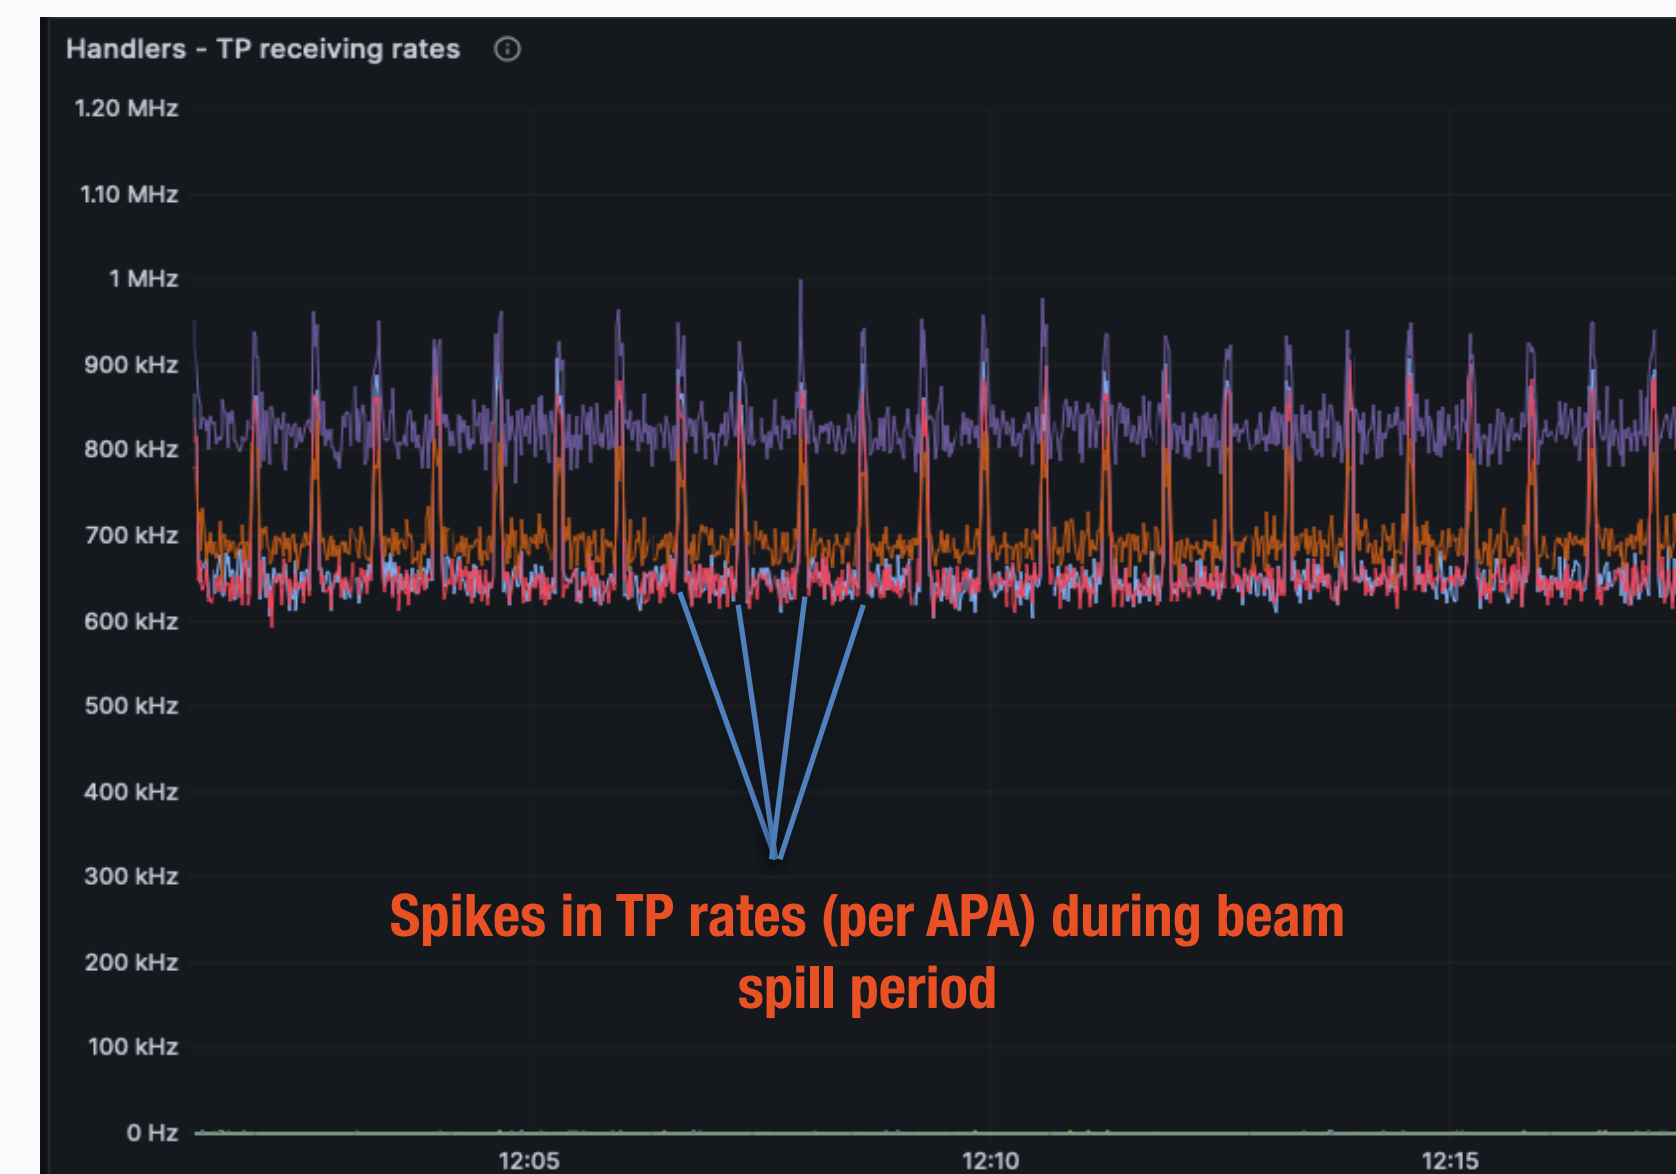 Handlers - TP receiving rates
1.20 MHz
1.10 MHz
1 MHz
900 kHz
800 kHz
700 kHz
600 kHz
500 kHz
400 kHz
300 kHz
Spikes in TP rates (per APA) during beam
spill period
200 kHz
100 kHz
0 Hz
12:05
12:10
12:15